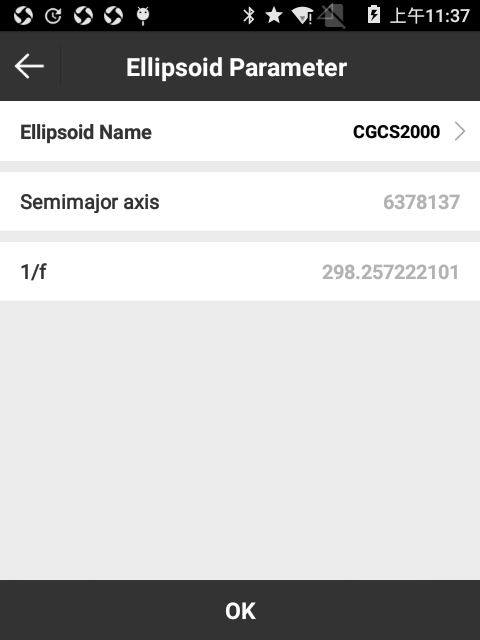 上午11:37
Ellipsoid Parameter
Ellipsoid Name CGCS2000
Semimajor axis 6378137
1/f 298.257222101
OK